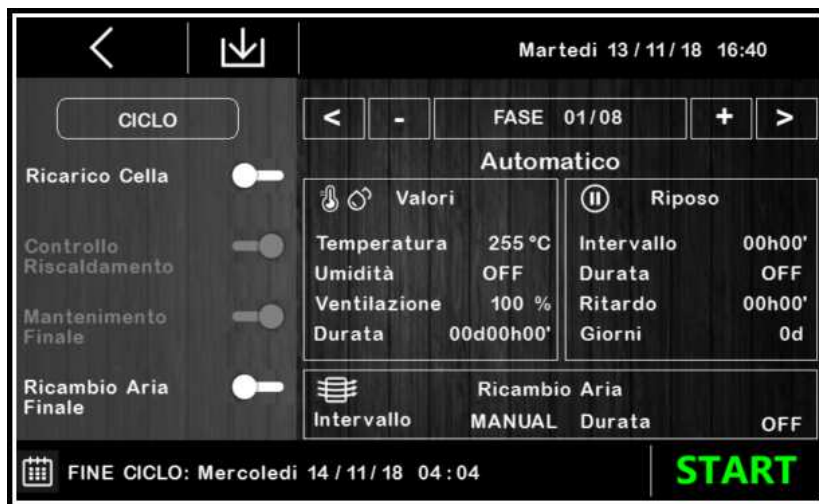 Martedi 13 / 11 / 18 16:40
CICLO
< - FASE 01/08 + >
Automatico
Ricarico Cella
Controllo
Riscaldamento
Mantenimento
Finale
Ricambio Aria
Finale
Valori
Temperatura 255 °C
Umidità OFF
Ventilazione 100 %
Durata 00d00h00'
Riposo
Intervallo 00h00'
Durata OFF
Ritardo 00h00'
Giorni 0d
Ricambio Aria
Intervallo MANUAL Durata OFF
FINE CICLO: Mercoledi 14 / 11 / 18 04 : 04
START